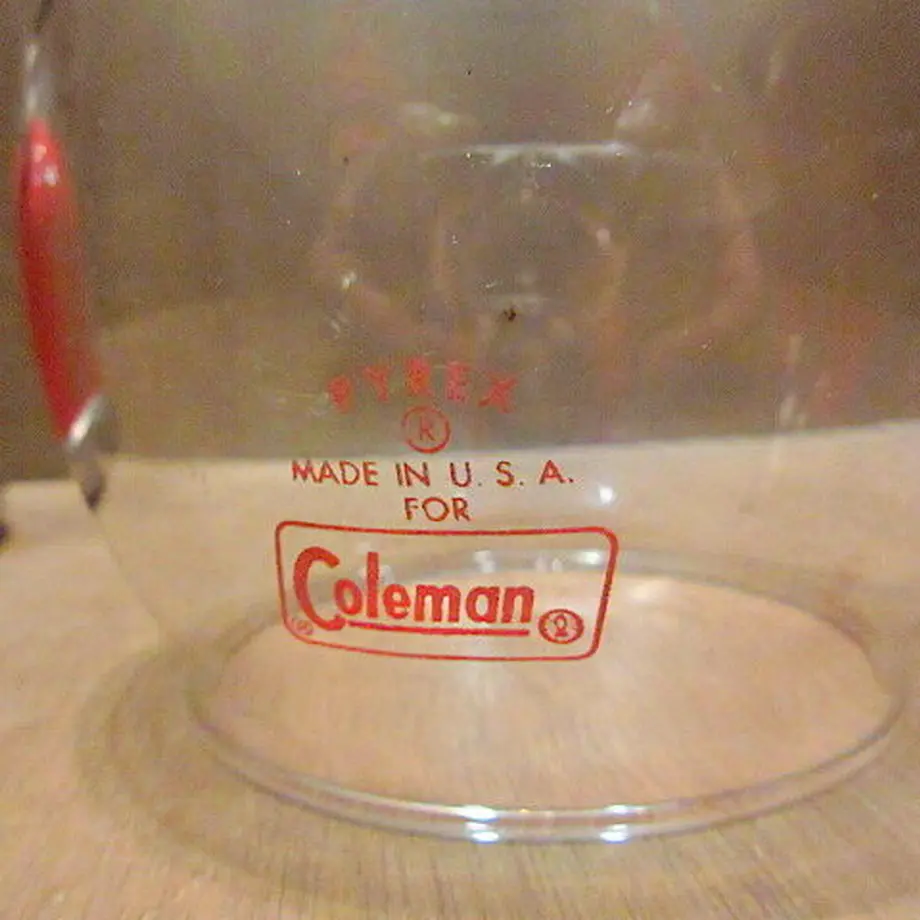 PYREX
®
MADE IN U. S. A.
FOR
Coleman ®